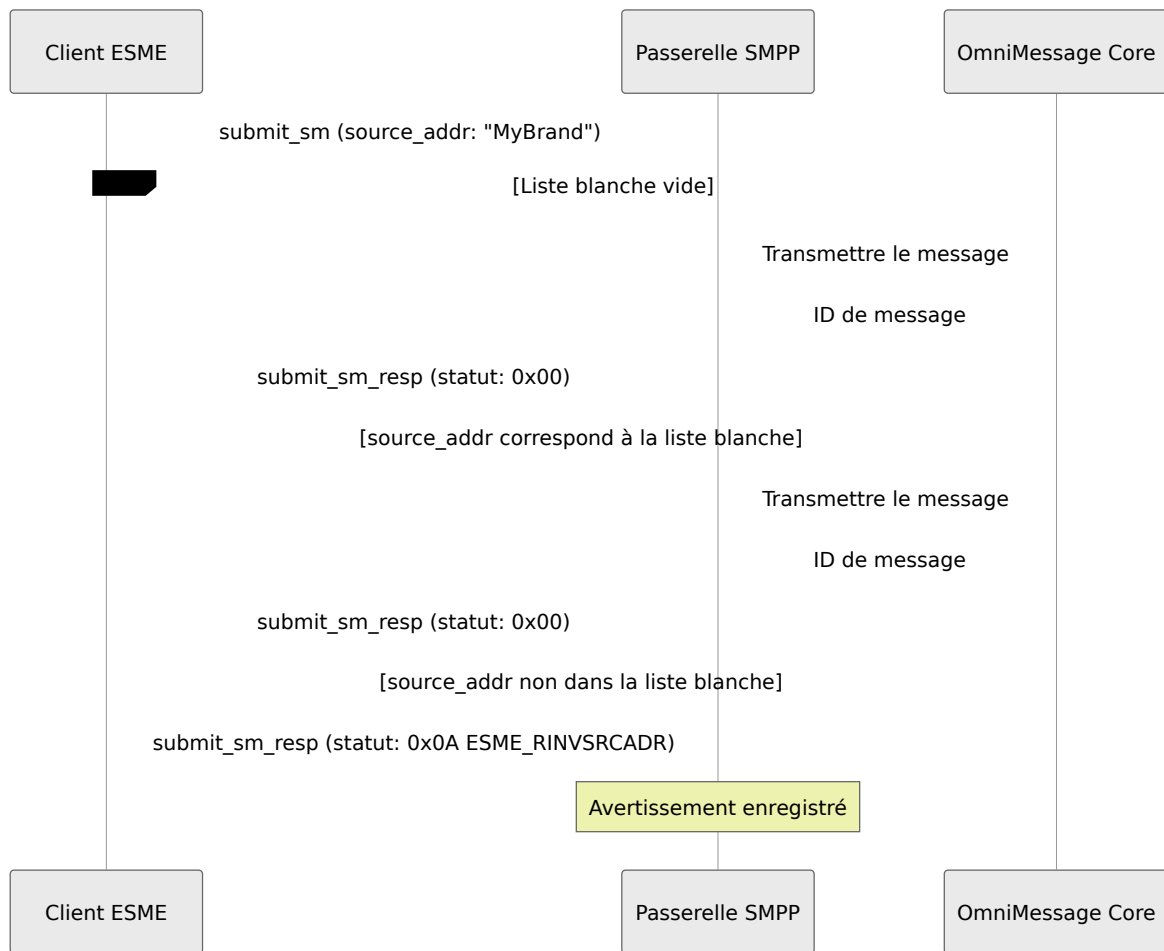 Client ESME
Passerelle SMPP
OmniMessage Core
submit_sm (source_addr: "MyBrand")
[Liste blanche vide]
Transmettre le message
ID de message
submit_sm_resp (statut: 0x00)
[source_addr correspond à la liste blanche]
Transmettre le message
ID de message
submit_sm_resp (statut: 0x00)
[source_addr non dans la liste blanche]
submit_sm_resp (statut: 0x0A ESME_RINVSRCADR)
Avertissement enregistré
Client ESME
Passerelle SMPP
OmniMessage Core